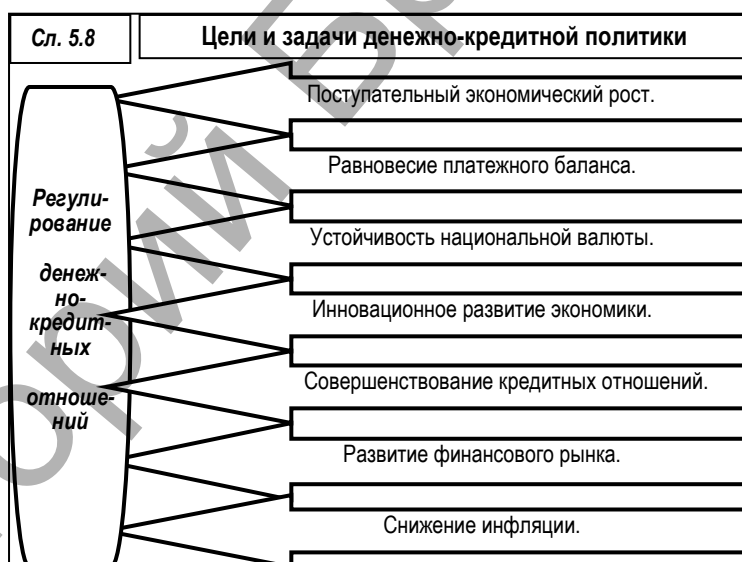 Сл. 5.8
Цели и задачи денежно-кредитной политики
Поступательный экономический рост.
Равновесие платежного баланса.
Регули-
рование
Устойчивость национальной валюты.
денеж-
но-
кредит-
ных
Инновационное развитие экономики.
Совершенствование кредитных отношений.
отноше-
ний
Развитие финансового рынка.
Снижение инфляции.